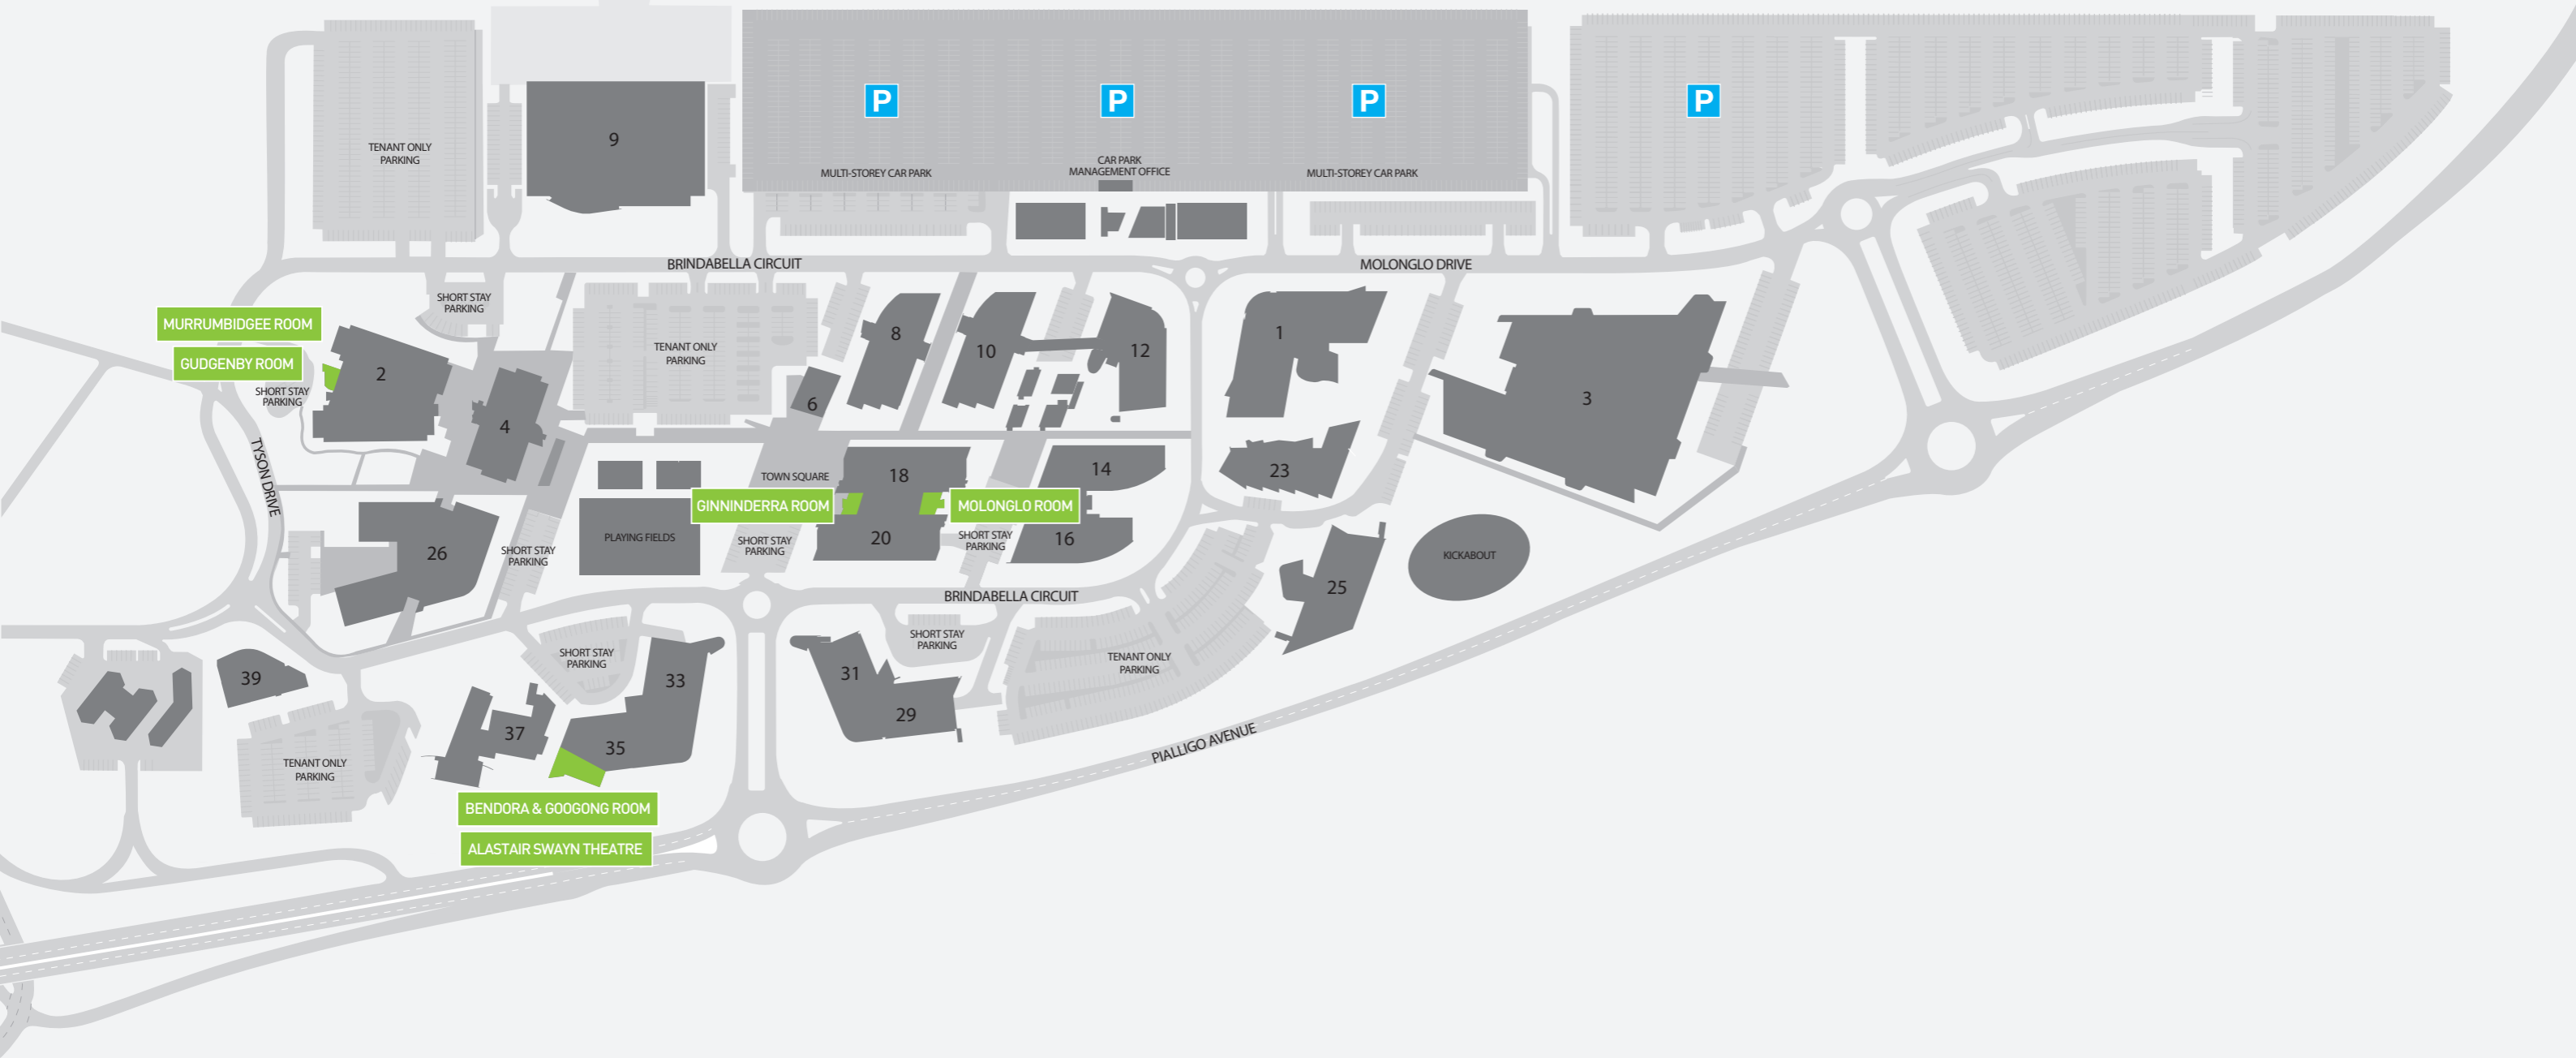 P
P
P
P
9
TENANT ONLY
PARKING
CAR PARK
MANAGEMENT OFFICE
MULTI-STOREY CAR PARK
MULTI-STOREY CAR PARK
BRINDABELLA CIRCUIT
MOLONGLO DRIVE
SHORT STAY
PARKING
MURRUMBIDGEE ROOM
GUDGENBY ROOM
SHORT STAY
PARKING
2
4
TENANT ONLY
PARKING
6
8
10
12
1
3
TYSON DRIVE
TOWN SQUARE
18
14
23
GINNINDERRA ROOM
MOLONGLO ROOM
PLAYING FIELDS
SHORT STAY
PARKING
20
SHORT STAY
PARKING
16
26
SHORT STAY
PARKING
KICKABOUT
25
BRINDABELLA CIRCUIT
SHORT STAY
PARKING
SHORT STAY
PARKING
TENANT ONLY
PARKING
39
33
31
29
37
35
TENANT ONLY
PARKING
PIALLIGO AVENUE
BENDORA & GOOGONG ROOM
ALASTAIR SWAYN THEATRE